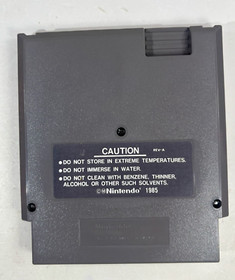 CAUTION REV-A
●DO NOT STORE IN EXTREME TEMPERATURES.
●DO NOT IMMERSE IN WATER.
●DO NOT CLEAN WITH BENZENE, THINNER,
ALCOHOL OR OTHER SUCH SOLVENTS.
©®Nintendo® 1985